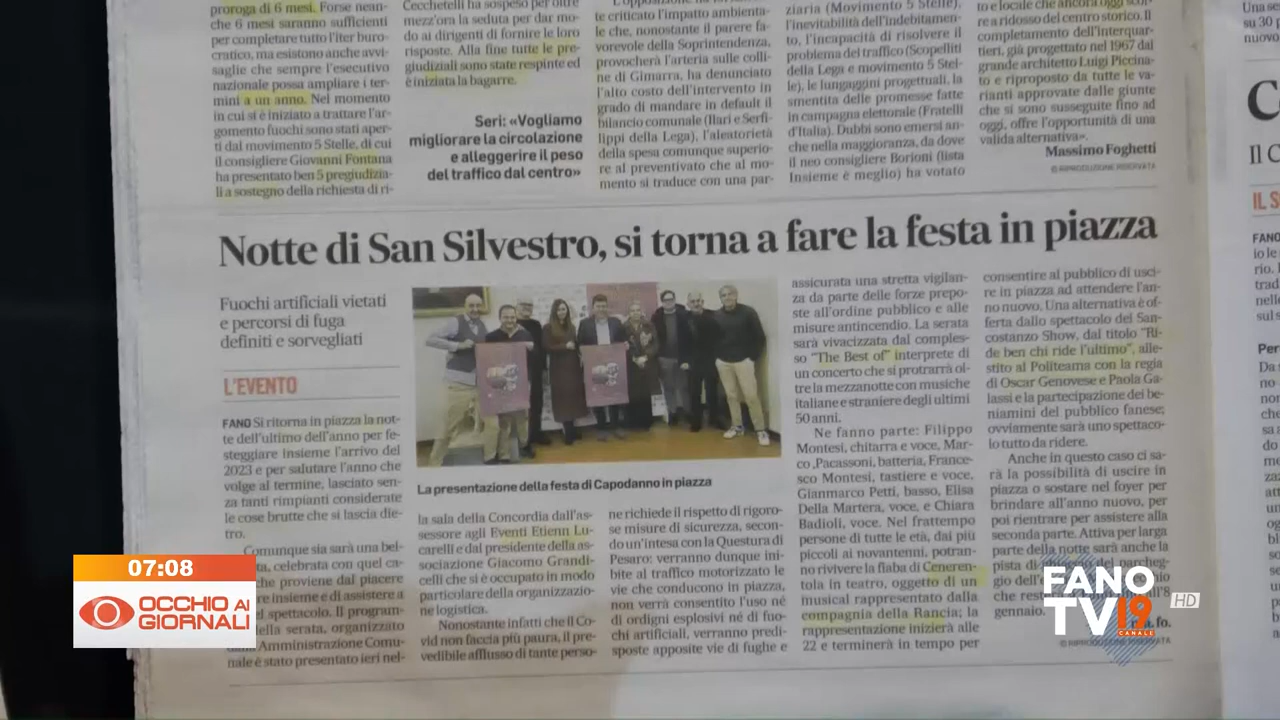 proroga di 6 mesi. Forse nean-
che 6 mesi saranno sufficienti
per completare tutto l'iter buro-
cratico, ma esistono anche avvi-
saglie che sempre l'esecutivo
nazionale possa ampliare i ter-
mini a un anno. Nel momento
in cui si è iniziato a trattare l'ar-
gomento fuochi sono stati aper-
ti dal movimento 5 Stelle, di cui
il consigliere Giovanni Fontana
ha presentato ben 5 pregiudizia-
li a sostegno della richiesta di ri-
Cecchetelli ha sospeso per oltre
mezz'ora la seduta per dar mo-
do ai dirigenti di fornire le loro
risposte. Alla fine tutte le pre-
giudiziali sono state respinte ed
è iniziata la bagarre.
Seri: «Vogliamo
migliorare la circolazione
e alleggerire il peso
del traffico dal centro»
te criticato l'impatto ambienta-
le che, nonostante il parere fa-
vorevole della Soprintendenza,
provocherà l'arteria sulle colli-
ne di Gimarra, ha denunciato
l'alto costo dell'intervento in
grado di mandare in default il
bilancio comunale (Ilari e Serfi-
lippi della Lega), l'aleatorietà
della spesa comunque superio-
re al preventivato che al mo-
mento si traduce con una par-
ziaria (Movimento 5 Stelle),
l'inevitabilità dell'indebitamen-
to, l'incapacità di risolvere il
problema del traffico (Scopelliti
della Lega e movimento 5 Stel-
le), le lungaggini progettuali, la
smentita delle promesse fatte
in campagna elettorale (Fratelli
d'Italia). Dubbi sono emersi an-
che nella maggioranza, da dove
il neo consigliere Borioni (lista
Insieme è meglio) ha votato
to e locale che ancora oggi scor-
re a ridosso del centro storico. Il
completamento dell'interquar-
tieri, già progettato nel 1967 dal
grande architetto Luigi Piccina-
to e riproposto da tutte le va-
rianti approvate dalle giunte
che si sono susseguite fino ad
oggi, offre l'opportunità di una
valida alternativa».
Massimo Foghetti
© RIPRODUZIONE RISERVATA
Notte di San Silvestro, si torna a fare la festa in piazza
Fuochi artificiali vietati
e percorsi di fuga
definiti e sorvegliati
L'EVENTO
FANO Si ritorna in piazza la not-
te dell'ultimo dell'anno per fe-
steggiare insieme l'arrivo del
2023 e per salutare l'anno che
volge al termine, lasciato sen-
za tanti rimpianti considerate
le cose brutte che si lascia die-
tro.
Comunque sia sarà una bel-
ta, celebrata con quel ca-
che proviene dal piacere
re insieme e di assistere a
l spettacolo. Il program-
della serata, organizzato
Amministrazione Comu-
nale è stato presentato ieri nel-
La presentazione della festa di Capodanno in piazza
la sala della Concordia dall'as-
sessore agli Eventi Etienn Lu-
carelli e dal presidente della as-
sociazione Giacomo Grandi-
celli che si è occupato in modo
particolare della organizzazio-
ne logistica.
Nonostante infatti che il Co-
vid non faccia più paura, il pre-
vedibile afflusso di tante perso-
ne richiede il rispetto di rigoro-
se misure di sicurezza, secon-
do un'intesa con la Questura di
Pesaro: verranno dunque ini-
bite al traffico motorizzato le
vie che conducono in piazza,
non verrà consentito l'uso né
di ordigni esplosivi né di fuo-
chi artificiali, verranno predi-
sposte apposite vie di fughe e
assicurata una stretta vigilan-
za da parte delle forze prepo-
ste all'ordine pubblico e alle
misure antincendio. La serata
sarà vivacizzata dal comples-
so "The Best of" interprete di
un concerto che si protrarrà ol-
tre la mezzanotte con musiche
italiane e straniere degli ultimi
50 anni.
Ne fanno parte: Filippo
Montesi, chitarra e voce, Mar-
co ,Pacassoni, batteria, France-
sco Montesi, tastiere e voce,
Gianmarco Petti, basso, Elisa
Della Martera, voce, e Chiara
Badioli, voce. Nel frattempo
persone di tutte le età, dai più
piccoli ai novantenni, potran-
no rivivere la fiaba di Ceneren-
tola in teatro, oggetto di un
musical rappresentato dalla
compagnia della Rancia; la
rappresentazione inizierà alle
22 e terminerà in tempo per
consentire al pubblico di usci-
re in piazza ad attendere l'an-
no nuovo. Una alternativa è of-
ferta dallo spettacolo dei San-
costanzo Show, dal titolo "Ri-
de ben chi ride l'ultimo", alle-
stito al Politeama con la regia
di Oscar Genovese e Paola Ga-
lassi e la partecipazione dei be-
niamini del pubblico fanese;
ovviamente sarà uno spettaco-
lo tutto da ridere.
Anche in questo caso ci sa-
rà la possibilità di uscire in
piazza o sostare nel foyer per
brindare all'anno nuovo, per
poi rientrare per assistere alla
seconda parte. Attiva per larga
parte della notte sarà anche la
pista di
gio dell'
che rest
gennaio.
© RIPRODUZIONE RISERVATA
IL S
FANO
07:08
OCCHIO AI
GIORNALI
FANO
TV 19
CANALE
HD